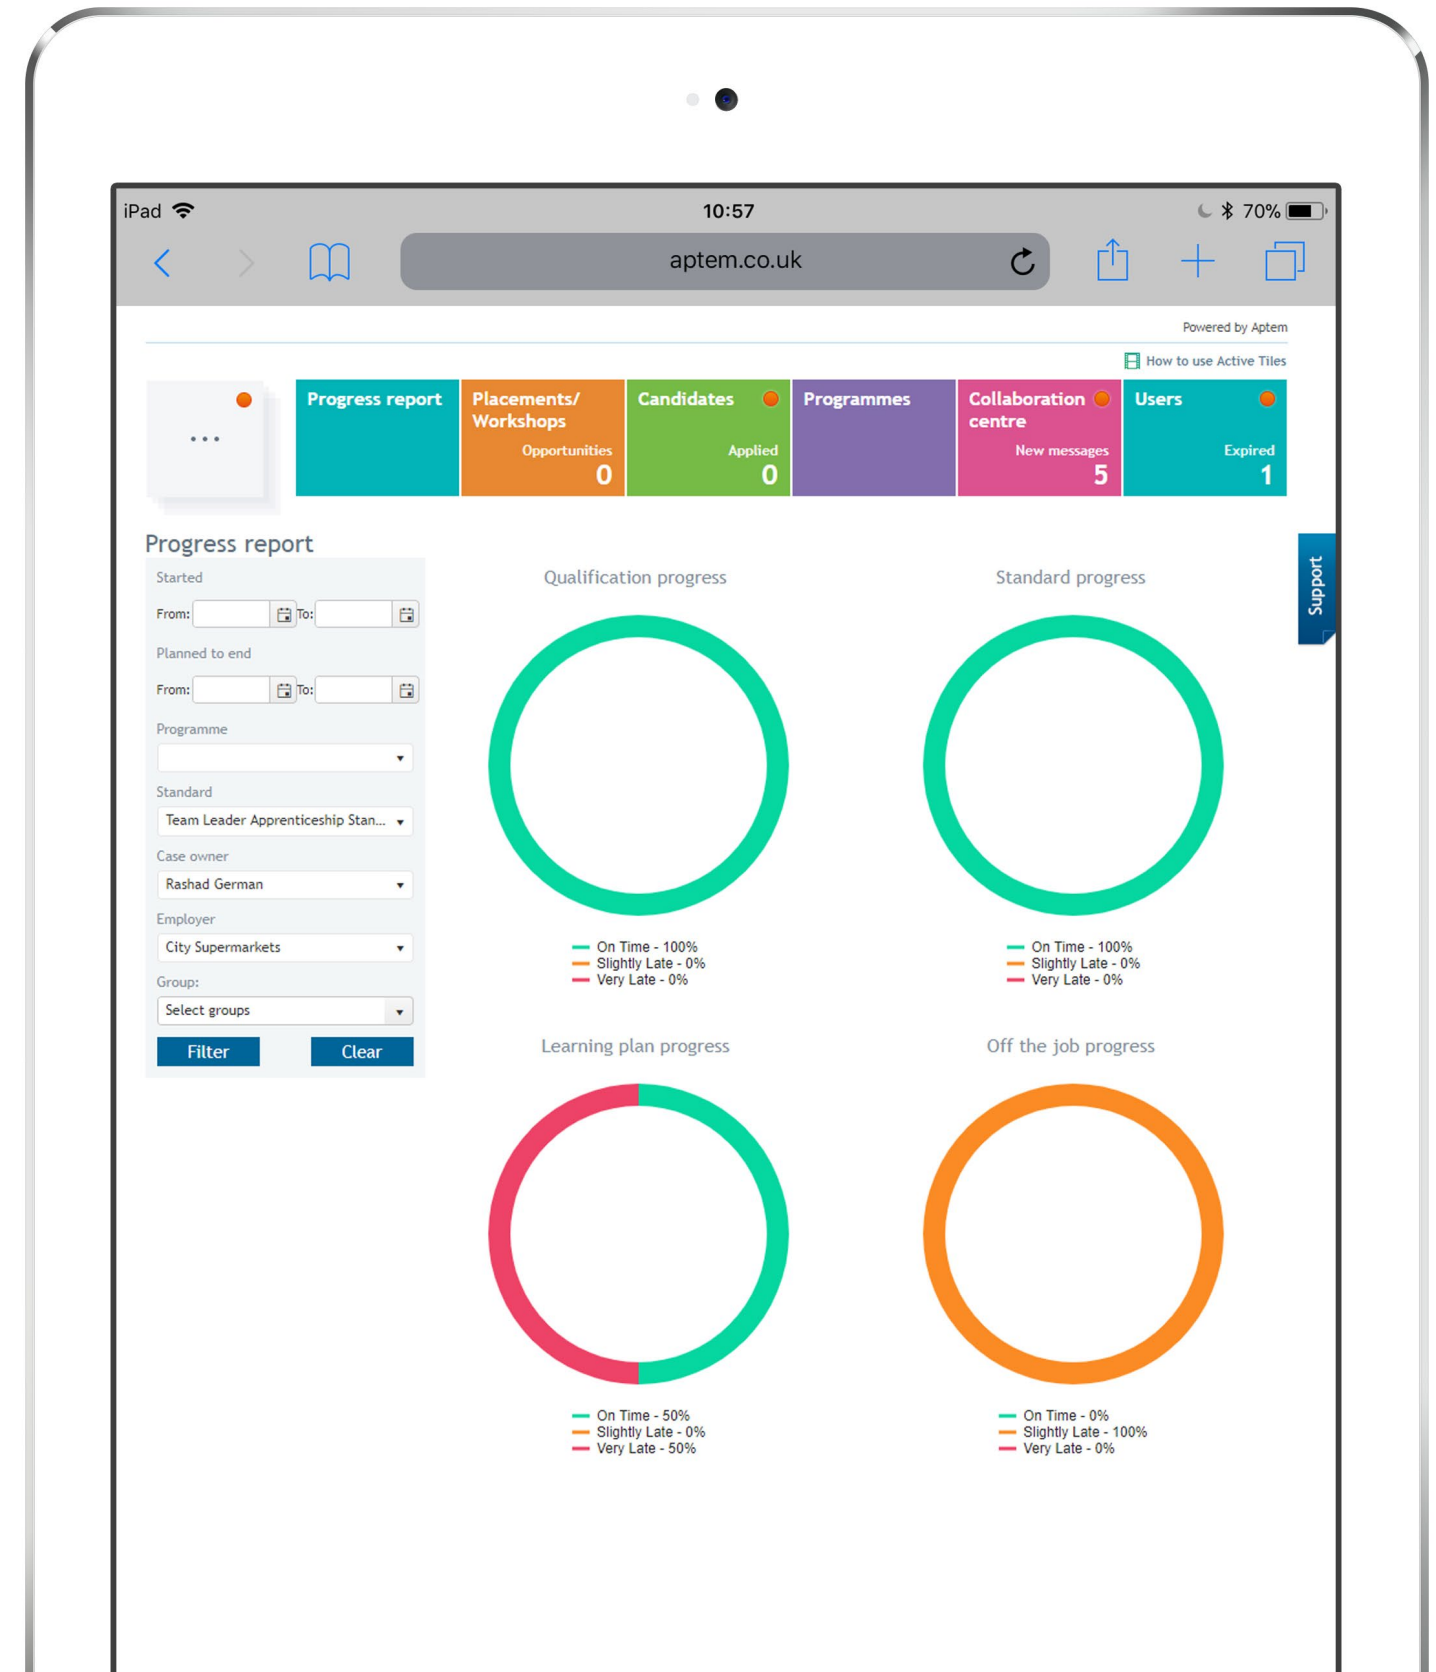 iPad
10:57
70%
aptem.co.uk
Powered by Aptem
How to use Active Tiles
...
Progress report
Placements/
Workshops
Opportunities
0
Candidates
Applied
0
Programmes
Collaboration
centre
New messages
5
Users
Expired
1
Support
Progress report
Started
From:
To:
Planned to end
From:
To:
Programme
Standard
Team Leader Apprenticeship Stan...
Case owner
Rashad German
Employer
City Supermarkets
Group:
Select groups
Filter
Clear
Qualification progress
On Time - 100%
Slightly Late - 0%
Very Late - 0%
Standard progress
On Time - 100%
Slightly Late - 0%
Very Late - 0%
Learning plan progress
On Time - 50%
Slightly Late - 0%
Very Late - 50%
Off the job progress
On Time - 0%
Slightly Late - 100%
Very Late - 0%